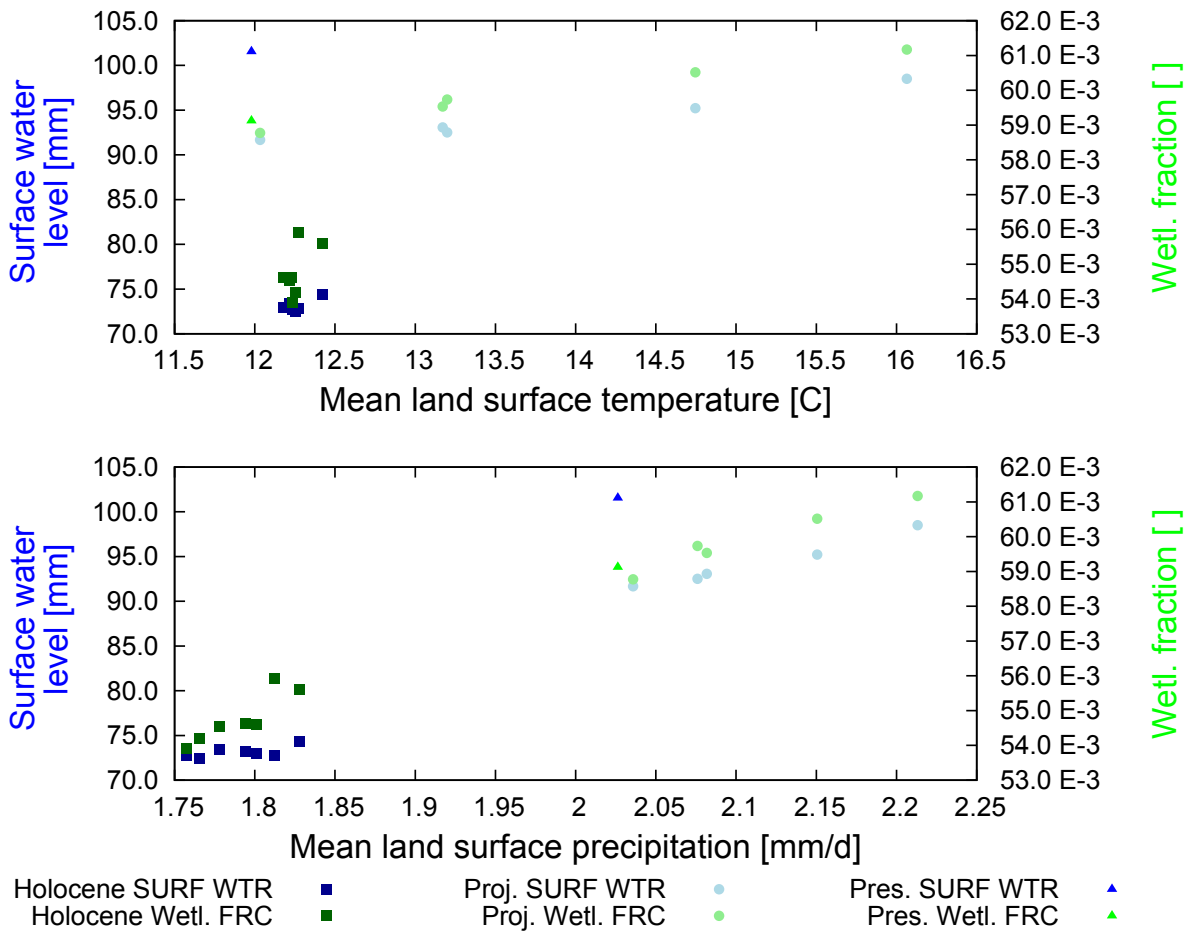 105.0
100.0
95.0
90.0
85.0
80.0
75.0
70.0
Surface water
level [mm]
62.0 E-3
61.0 E-3
60.0 E-3
59.0 E-3
58.0 E-3
57.0 E-3
56.0 E-3
55.0 E-3
54.0 E-3
53.0 E-3
Wetl. fraction [ ]
11.5 12 12.5 13 13.5 14 14.5 15 15.5 16 16.5
Mean land surface temperature [C]
105.0
100.0
95.0
90.0
85.0
80.0
75.0
70.0
Surface water
level [mm]
62.0 E-3
61.0 E-3
60.0 E-3
59.0 E-3
58.0 E-3
57.0 E-3
56.0 E-3
55.0 E-3
54.0 E-3
53.0 E-3
Wetl. fraction [ ]
1.75 1.8 1.85 1.9 1.95 2 2.05 2.1 2.15 2.2 2.25
Mean land surface precipitation [mm/d]
Holocene SURF WTR Proj. SURF WTR Pres. SURF WTR
Holocene Wetl. FRC Proj. Wetl. FRC Pres. Wetl. FRC